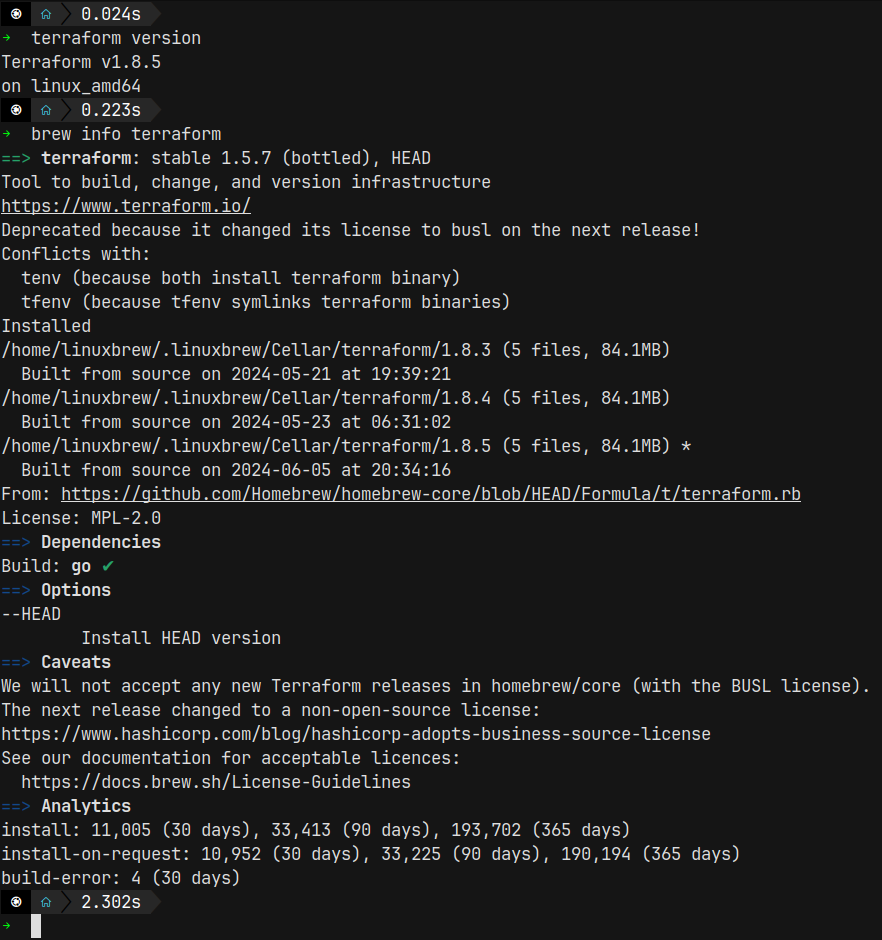 0.024s
→ terraform version
Terraform v1.8.5
on linux_amd64
0.223s
→ brew info terraform
==> terraform: stable 1.5.7 (bottled), HEAD
Tool to build, change, and version infrastructure
https://www.terraform.io/
Deprecated because it changed its license to busl on the next release!
Conflicts with:
  tenv (because both install terraform binary)
  tfenv (because tfenv symlinks terraform binaries)
Installed
/home/linuxbrew/.linuxbrew/Cellar/terraform/1.8.3 (5 files, 84.1MB)
  Built from source on 2024-05-21 at 19:39:21
/home/linuxbrew/.linuxbrew/Cellar/terraform/1.8.4 (5 files, 84.1MB)
  Built from source on 2024-05-23 at 06:31:02
/home/linuxbrew/.linuxbrew/Cellar/terraform/1.8.5 (5 files, 84.1MB) *
  Built from source on 2024-06-05 at 20:34:16
From: https://github.com/Homebrew/homebrew-core/blob/HEAD/Formula/t/terraform.rb
License: MPL-2.0
==> Dependencies
Build: go ✔
==> Options
--HEAD
        Install HEAD version
==> Caveats
We will not accept any new Terraform releases in homebrew/core (with the BUSL license).
The next release changed to a non-open-source license:
https://www.hashicorp.com/blog/hashicorp-adopts-business-source-license
See our documentation for acceptable licences:
  https://docs.brew.sh/License-Guidelines
==> Analytics
install: 11,005 (30 days), 33,413 (90 days), 193,702 (365 days)
install-on-request: 10,952 (30 days), 33,225 (90 days), 190,194 (365 days)
build-error: 4 (30 days)
2.302s
→